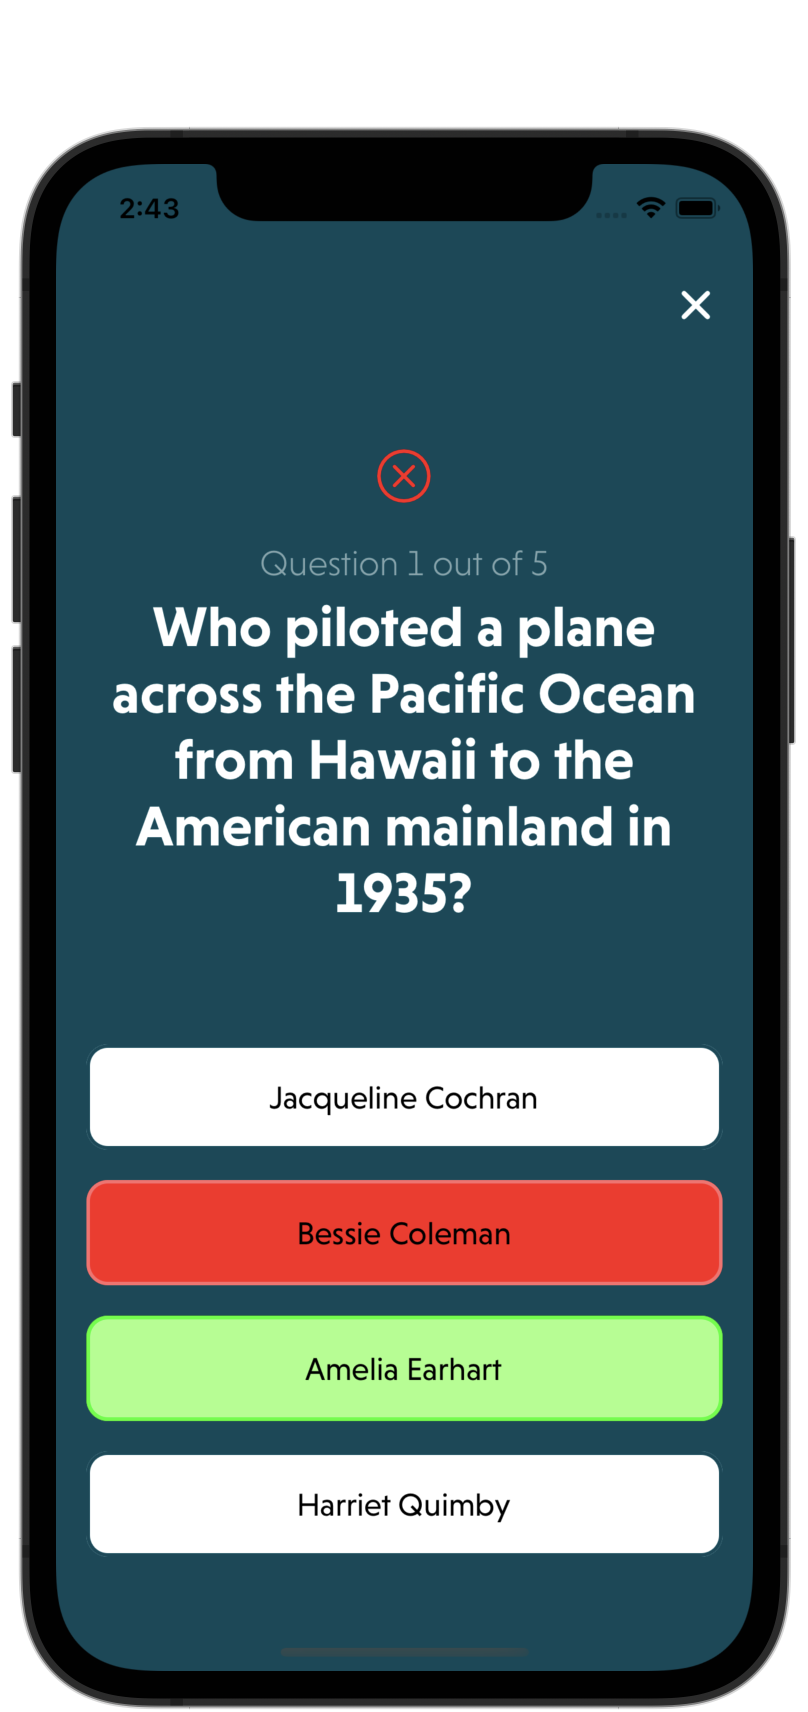 2:43
Question 1 out of 5
Who piloted a plane
across the Pacific Ocean
from Hawaii to the
American mainland in
1935?
Jacqueline Cochran
Bessie Coleman
Amelia Earhart
Harriet Quimby